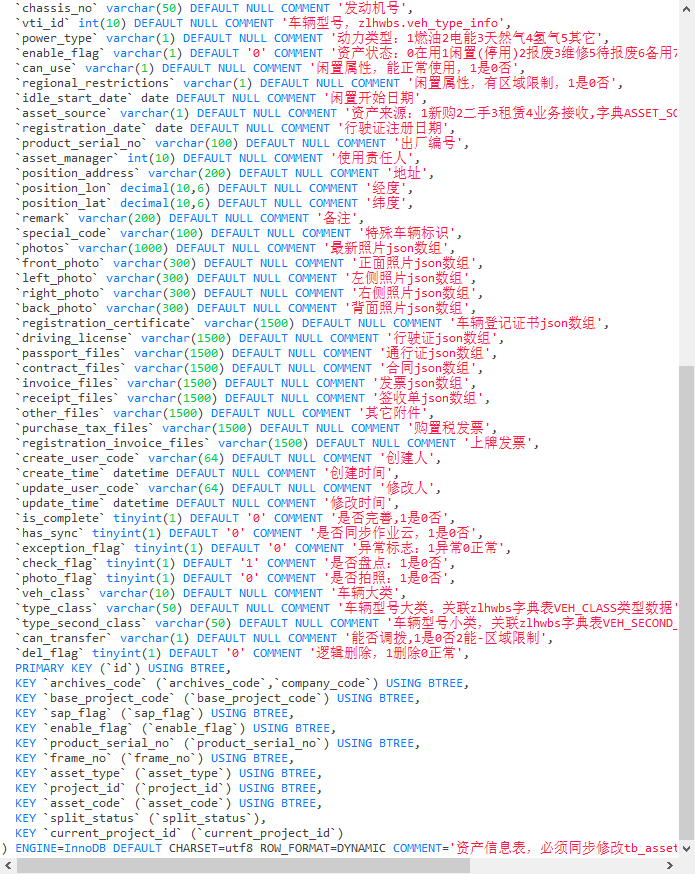 `chassis_no` varchar(50) DEFAULT NULL COMMENT '发动机号',
`vti_id` int(10) DEFAULT NULL COMMENT '车辆型号, zlhwbs.veh_type_info',
`power_type` varchar(1) DEFAULT NULL COMMENT '动力类型: 1燃油2电能3天然气4氢气5其它',
`enable_flag` varchar(1) DEFAULT '0' COMMENT '资产状态: 0在用1闲置(停用)2报废3维修5待报废6备用7
`can_use` varchar(1) DEFAULT NULL COMMENT '闲置属性, 能正常使用, 1是0否',
`regional_restrictions` varchar(1) DEFAULT NULL COMMENT '闲置属性, 有区域限制, 1是0否',
`idle_start_date` date DEFAULT NULL COMMENT '闲置开始日期',
`asset_source` varchar(1) DEFAULT NULL COMMENT '资产来源: 1新购2二手3租赁4业务接收,字典ASSET_SO
`registration_date` date DEFAULT NULL COMMENT '行驶证注册日期',
`product_serial_no` varchar(100) DEFAULT NULL COMMENT '出厂编号',
`asset_manager` int(10) DEFAULT NULL COMMENT '使用责任人',
`position_address` varchar(200) DEFAULT NULL COMMENT '地址',
`position_lon` decimal(10,6) DEFAULT NULL COMMENT '经度',
`position_lat` decimal(10,6) DEFAULT NULL COMMENT '纬度',
`remark` varchar(200) DEFAULT NULL COMMENT '备注',
`special_code` varchar(100) DEFAULT NULL COMMENT '特殊车辆标识',
`photos` varchar(1000) DEFAULT NULL COMMENT '最新照片json数组',
`front_photo` varchar(300) DEFAULT NULL COMMENT '正面照片json数组',
`left_photo` varchar(300) DEFAULT NULL COMMENT '左侧照片json数组',
`right_photo` varchar(300) DEFAULT NULL COMMENT '右侧照片json数组',
`back_photo` varchar(300) DEFAULT NULL COMMENT '背面照片json数组',
`registration_certificate` varchar(1500) DEFAULT NULL COMMENT '车辆登记证书json数组',
`driving_license` varchar(1500) DEFAULT NULL COMMENT '行驶证json数组',
`passport_files` varchar(1500) DEFAULT NULL COMMENT '通行证json数组',
`contract_files` varchar(1500) DEFAULT NULL COMMENT '合同json数组',
`invoice_files` varchar(1500) DEFAULT NULL COMMENT '发票json数组',
`receipt_files` varchar(1500) DEFAULT NULL COMMENT '签收单json数组',
`other_files` varchar(1500) DEFAULT NULL COMMENT '其它附件',
`purchase_tax_files` varchar(1500) DEFAULT NULL COMMENT '购置税发票',
`registration_invoice_files` varchar(1500) DEFAULT NULL COMMENT '上牌发票',
`create_user_code` varchar(64) DEFAULT NULL COMMENT '创建人',
`create_time` datetime DEFAULT NULL COMMENT '创建时间',
`update_user_code` varchar(64) DEFAULT NULL COMMENT '修改人',
`update_time` datetime DEFAULT NULL COMMENT '修改时间',
`is_complete` tinyint(1) DEFAULT '0' COMMENT '是否完善,1是0否',
`has_sync` tinyint(1) DEFAULT '0' COMMENT '是否同步作业云, 1是0否',
`exception_flag` tinyint(1) DEFAULT '0' COMMENT '异常标志: 1异常0正常',
`check_flag` tinyint(1) DEFAULT '1' COMMENT '是否盘点: 1是0否',
`photo_flag` tinyint(1) DEFAULT '0' COMMENT '是否拍照: 1是0否',
`veh_class` varchar(10) DEFAULT NULL COMMENT '车辆大类',
`type_class` varchar(50) DEFAULT NULL COMMENT '车辆型号大类。关联zlhwbs字典表VEH_CLASS类型数据'
`type_second_class` varchar(50) DEFAULT NULL COMMENT '车辆型号小类, 关联zlhwbs字典表VEH_SECOND_
`can_transfer` varchar(1) DEFAULT NULL COMMENT '能否调拨,1是0否2能-区域限制',
`del_flag` tinyint(1) DEFAULT '0' COMMENT '逻辑删除, 1删除0正常',
PRIMARY KEY (`id`) USING BTREE,
KEY `archives_code` (`archives_code`,`company_code`) USING BTREE,
KEY `base_project_code` (`base_project_code`) USING BTREE,
KEY `sap_flag` (`sap_flag`) USING BTREE,
KEY `enable_flag` (`enable_flag`) USING BTREE,
KEY `product_serial_no` (`product_serial_no`) USING BTREE,
KEY `frame_no` (`frame_no`) USING BTREE,
KEY `asset_type` (`asset_type`) USING BTREE,
KEY `project_id` (`project_id`) USING BTREE,
KEY `asset_code` (`asset_code`) USING BTREE,
KEY `split_status` (`split_status`),
KEY `current_project_id` (`current_project_id`)
) ENGINE=InnoDB DEFAULT CHARSET=utf8 ROW_FORMAT=DYNAMIC COMMENT='资产信息表, 必须同步修改tb_asset